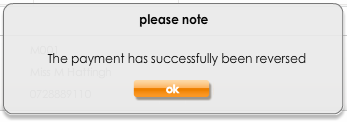 please note
The payment has successfully been reversed
ok